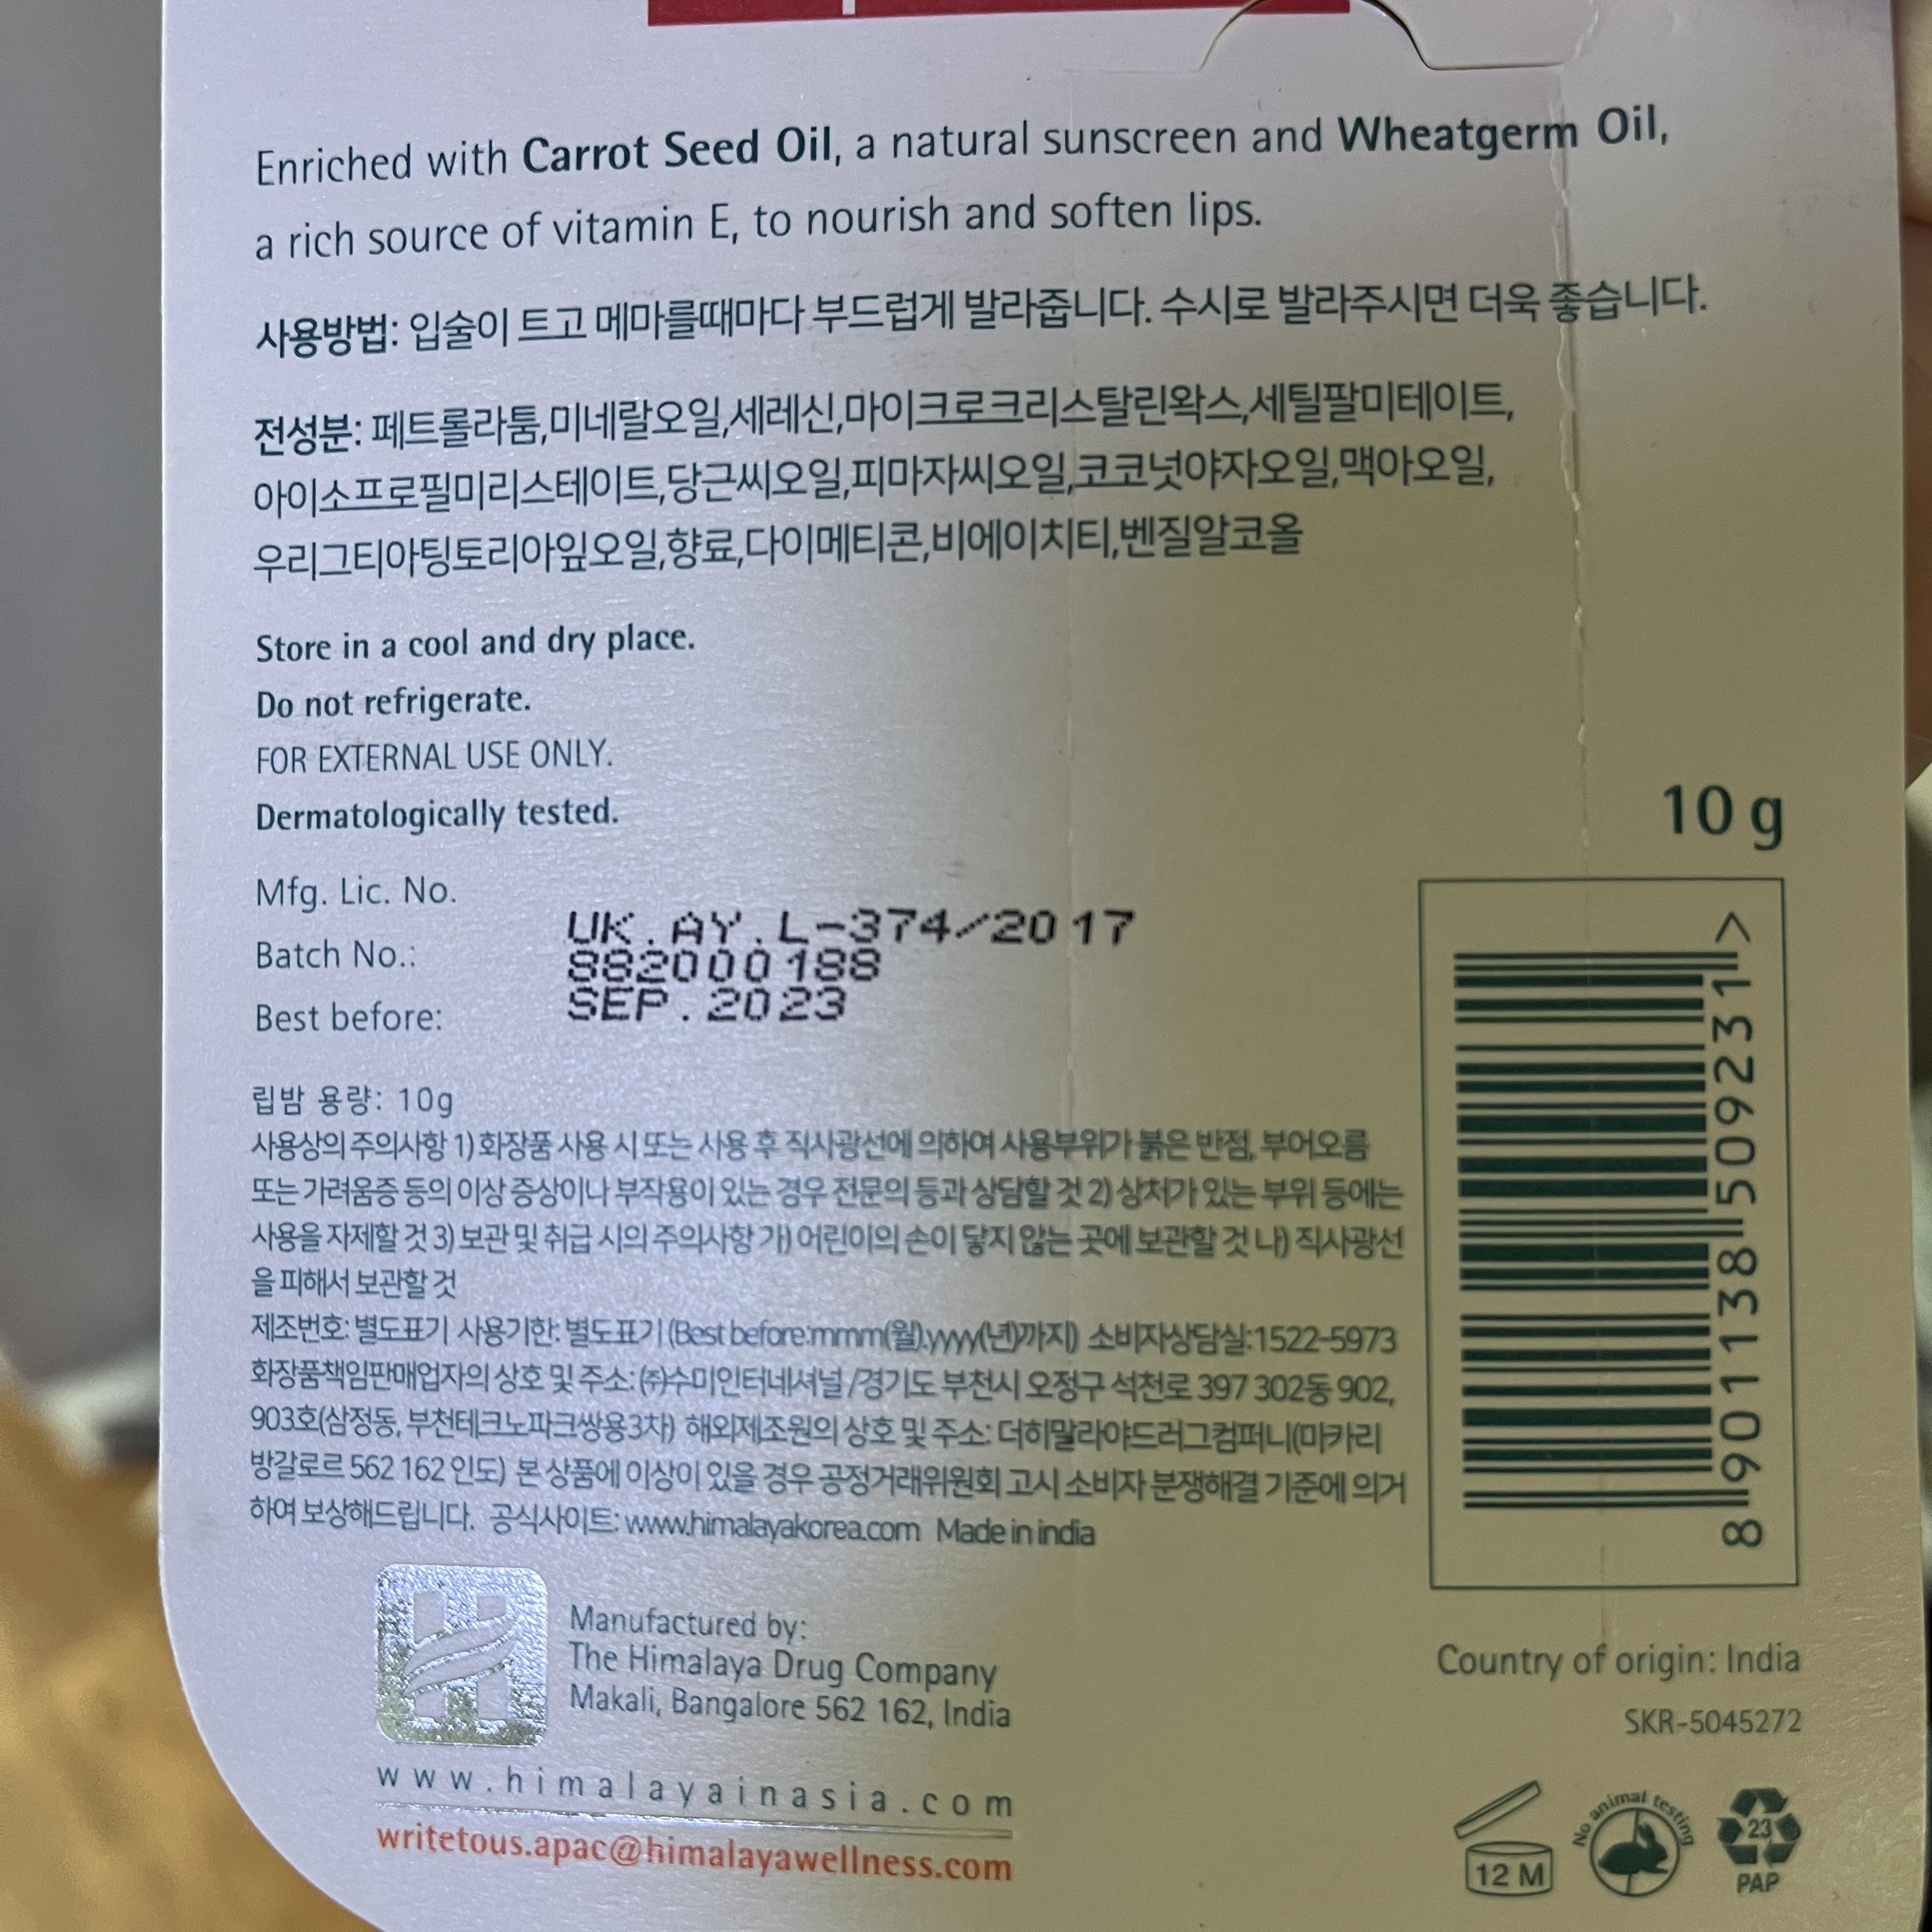 Enriched with Carrot Seed Oil, a natural sunscreen and Wheatgerm Oil,
a rich source of vitamin E, to nourish and soften lips.
사용방법: 입술이 트고 메마를때마다 부드럽게 발라줍니다. 수시로 발라주시면 더욱 좋습니다.
전성분: 페트롤라툼,미네랄오일,세레신,마이크로크리스탈린왁스,세틸팔미테이트,
아이소프로필미리스테이트,당근씨오일,피마자씨오일,코코넛야자오일,맥아오일,
우리그티아팅토리아잎오일,향료,다이메티콘,비에이치티,벤질알코올
Store in a cool and dry place.
Do not refrigerate.
FOR EXTERNAL USE ONLY.
Dermatologically tested.
10 g
Mfg. Lic. No. UK.AY.L-374/2017
Batch No.: 882000188
Best before: SEP.2023
립밤 용량: 10g
사용상의 주의사항 1) 화장품 사용 시 또는 사용 후 직사광선에 의하여 사용부위가 붉은 반점, 부어오름
또는 가려움증 등의 이상 증상이나 부작용이 있는 경우 전문의 등과 상담할 것 2) 상처가 있는 부위 등에는
사용을 자제할 것 3) 보관 및 취급 시의 주의사항 가) 어린이의 손이 닿지 않는 곳에 보관할 것 나) 직사광선
을 피해서 보관할 것
제조번호: 별도표기 사용기한: 별도표기 (Best before:mmm(월).yyyy(년)까지) 소비자상담실:1522-5973
화장품책임판매업자의 상호 및 주소: ㈜수미인터네셔널 /경기도 부천시 오정구 석천로 397 302동 902,
903호(삼정동, 부천테크노파크쌍용3차) 해외제조원의 상호 및 주소: 더히말라야드러그컴퍼니(마카리
방갈로르 562 162 인도) 본 상품에 이상이 있을 경우 공정거래위원회 고시 소비자 분쟁해결 기준에 의거
하여 보상해드립니다. 공식사이트: www.himalayakorea.com Made in india
8 901138 509231 >
Manufactured by:
The Himalaya Drug Company
Makali, Bangalore 562 162, India
www.himalayainasia.com
writetous.apac@himalayawellness.com
Country of origin: India
SKR-5045272
12 M
No animal testing
23
PAP